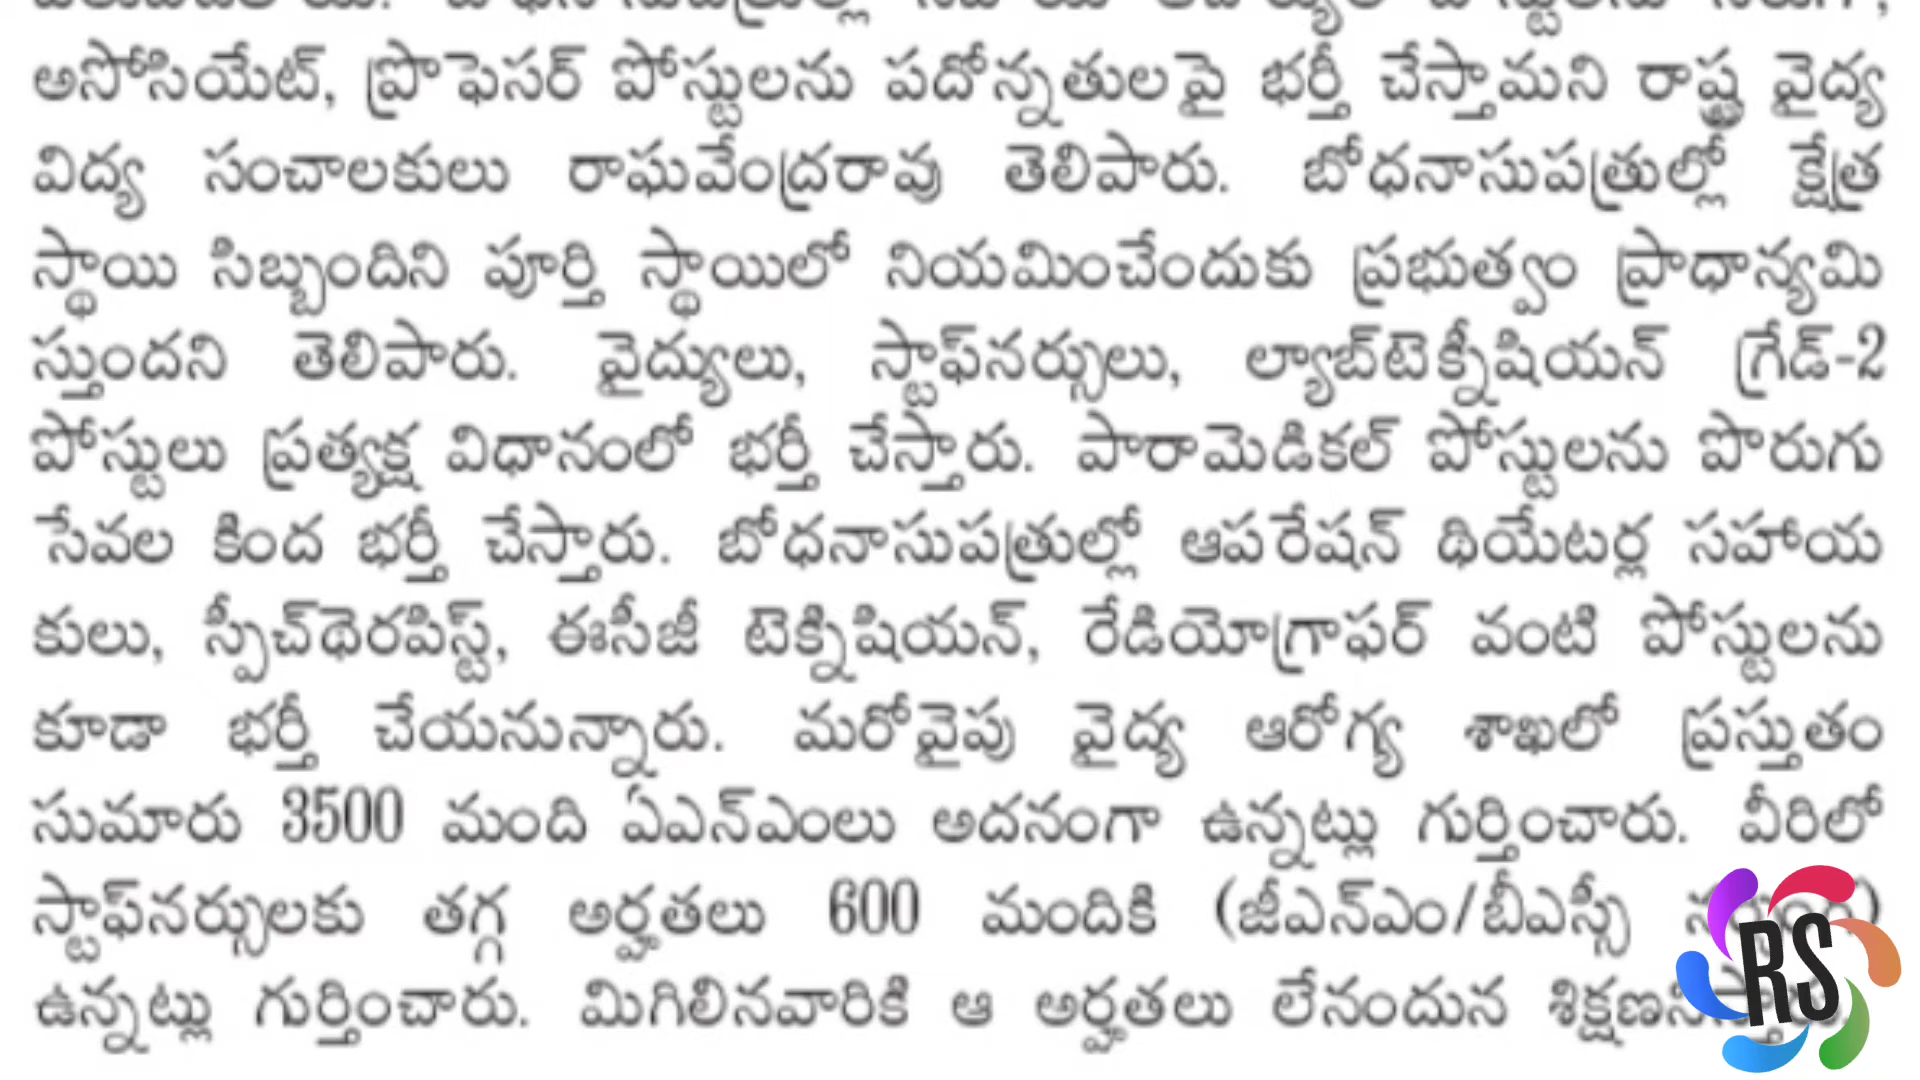 అసోసియేట్, ప్రొఫెసర్ పోస్టులను పదోన్నతులపై భర్తీ చేస్తామని రాష్ట్ర వైద్య
విద్య సంచాలకులు రాఘవేంద్రరావు తెలిపారు. బోధనాసుపత్రుల్లో క్షేత్ర
స్థాయి సిబ్బందిని పూర్తి స్థాయిలో నియమించేందుకు ప్రభుత్వం ప్రాధాన్యమి
స్తుందని తెలిపారు. వైద్యులు, స్టాఫ్‌నర్సులు, ల్యాబ్‌టెక్నీషియన్ గ్రేడ్-2
పోస్టులు ప్రత్యక్ష విధానంలో భర్తీ చేస్తారు. పారామెడికల్ పోస్టులను పొరుగు
సేవల కింద భర్తీ చేస్తారు. బోధనాసుపత్రుల్లో ఆపరేషన్ థియేటర్ల సహాయ
కులు, స్పీచ్‌థెరపిస్ట్, ఈసీజీ టెక్నిషియన్, రేడియోగ్రాఫర్ వంటి పోస్టులను
కూడా భర్తీ చేయనున్నారు. మరోవైపు వైద్య ఆరోగ్య శాఖలో ప్రస్తుతం
సుమారు 3500 మంది ఏఎన్ఎంలు అదనంగా ఉన్నట్లు గుర్తించారు. వీరిలో
స్టాఫ్‌నర్సులకు తగ్గ అర్హతలు 600 మందికి (జీఎన్ఎం/బీఎస్సీ
ఉన్నట్లు గుర్తించారు. మిగిలినవారికి ఆ అర్హతలు లేనందున
RS